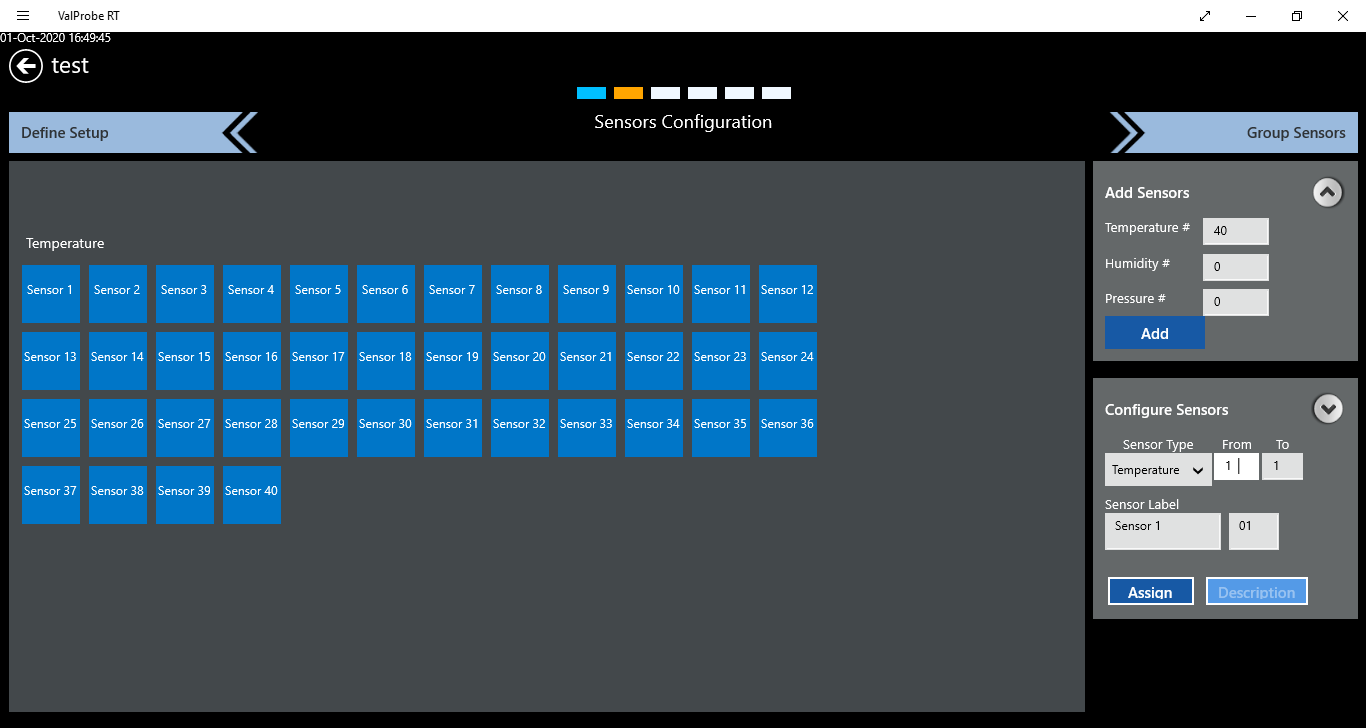 ValProbe RT
01-Oct-2020 16:49:45
test
Sensors Configuration
Define Setup
Group Sensors
Temperature
Sensor 1 Sensor 2 Sensor 3 Sensor 4 Sensor 5 Sensor 6 Sensor 7 Sensor 8 Sensor 9 Sensor 10 Sensor 11 Sensor 12
Sensor 13 Sensor 14 Sensor 15 Sensor 16 Sensor 17 Sensor 18 Sensor 19 Sensor 20 Sensor 21 Sensor 22 Sensor 23 Sensor 24
Sensor 25 Sensor 26 Sensor 27 Sensor 28 Sensor 29 Sensor 30 Sensor 31 Sensor 32 Sensor 33 Sensor 34 Sensor 35 Sensor 36
Sensor 37 Sensor 38 Sensor 39 Sensor 40
Add Sensors
Temperature # 40
Humidity # 0
Pressure # 0
Add
Configure Sensors
Sensor Type From To
Temperature 1 1
Sensor Label
Sensor 1 01
Assign Description